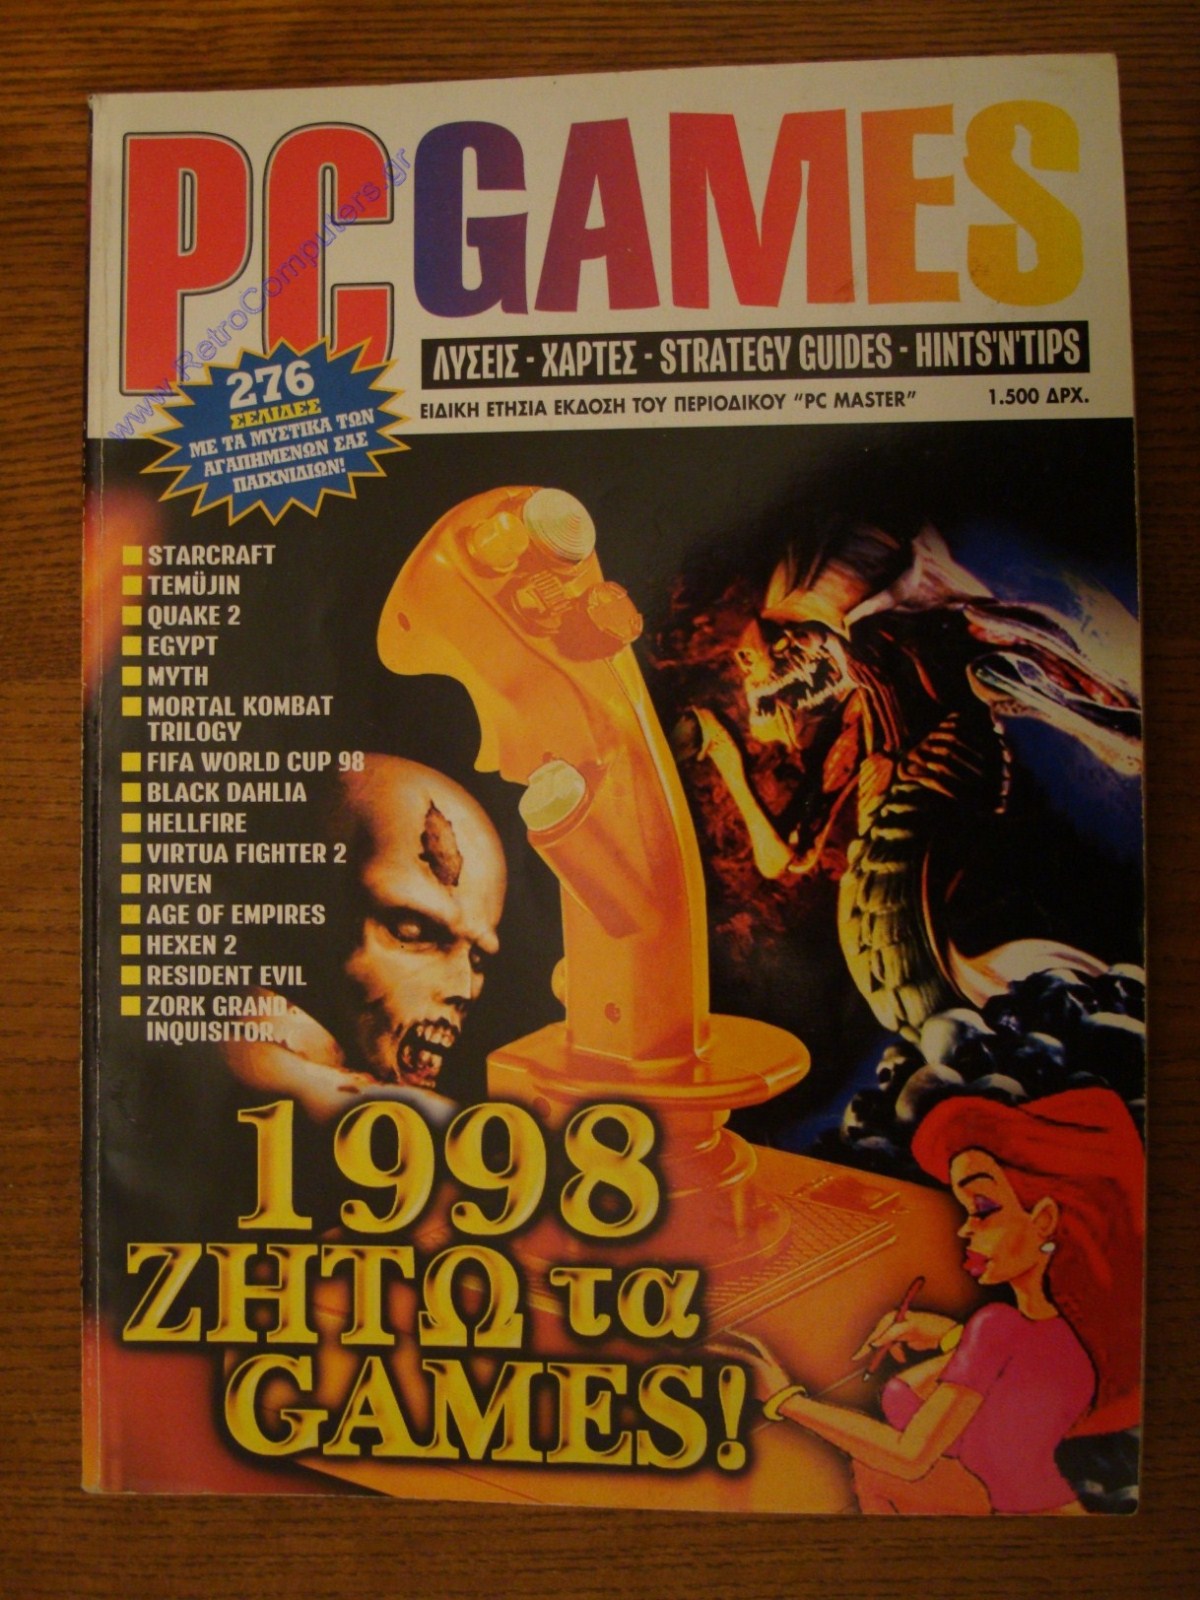 PC GAMES
www.RetroComputers.gr
ΛΥΣΕΙΣ - ΧΑΡΤΕΣ - STRATEGY GUIDES - HINTS'N'TIPS
ΕΙΔΙΚΗ ΕΤΗΣΙΑ ΕΚΔΟΣΗ ΤΟΥ ΠΕΡΙΟΔΙΚΟΥ "PC MASTER" 1.500 ΔΡΧ.
276
ΣΕΛΙΔΕΣ
ΜΕ ΤΑ ΜΥΣΤΙΚΑ ΤΩΝ
ΑΓΑΠΗΜΕΝΩΝ ΣΑΣ
ΠΑΙΧΝΙΔΙΩΝ!
STARCRAFT
TEMÜJIN
QUAKE 2
EGYPT
MYTH
MORTAL KOMBAT
TRILOGY
FIFA WORLD CUP 98
BLACK DAHLIA
HELLFIRE
VIRTUA FIGHTER 2
RIVEN
AGE OF EMPIRES
HEXEN 2
RESIDENT EVIL
ZORK GRAND
INQUISITOR...
1998
ΖΗΤΩ τα
GAMES!